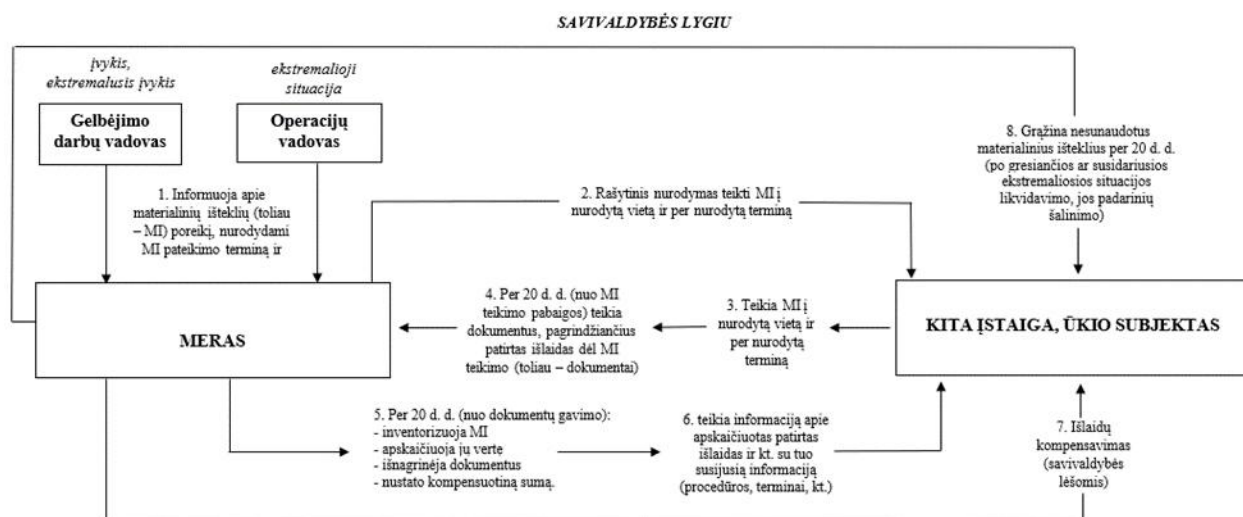 SAVIVALDYBĖS LYGIU
įvykis,
ekstremalusis įvykis
Gelbėjimo
darbų vadovas
ekstremalioji
situacija
Operacijų
vadovas
1. Informuoja apie
materialinių išteklių (toliau
– MI) poreikį, nurodydami
MI pateikimo terminą ir
2. Rašytinis nurodymas teikti MI į
nurodytą vietą ir per nurodytą terminą
8. Grąžina nesunaudotus
materialinius išteklius per 20 d. d.
(po gresiančios ar susidariusios
ekstremaliosios situacijos
likvidavimo, jos padarinių
šalinimo)
MERAS
4. Per 20 d. d. (nuo MI
teikimo pabaigos) teikia
dokumentus, pagrindžiančius
patirtas išlaidas dėl MI
teikimo (toliau – dokumentai)
3. Teikia MI į
nurodytą vietą ir
per nurodytą
terminą
KITA ĮSTAIGA, ŪKIO SUBJEKTAS
5. Per 20 d. d. (nuo dokumentų gavimo):
- inventorizuoja MI
- apskaičiuoja jų vertę
- išnagrinėja dokumentus
- nustato kompensuotiną sumą.
6. teikia informaciją apie
apskaičiuotas patirtas
išlaidas ir kt. su tuo
susijusią informaciją
(procedūros, terminai, kt.)
7. Išlaidų
kompensavimas
(savivaldybės
lėšomis)